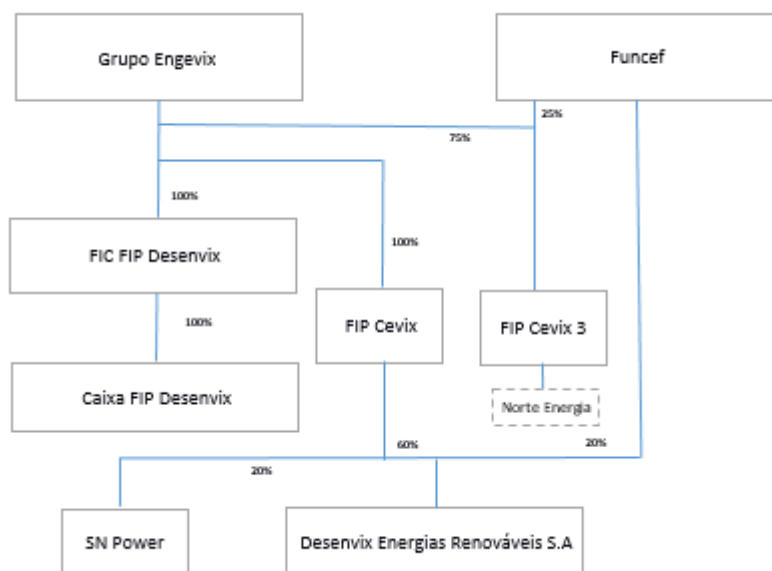 Grupo Engevix
Funcef
25%
75%
100%
FIC FIP Desenvix
100%
100%
FIP Cevix
FIP Cevix 3
Caixa FIP Desenvix
Norte Energia
60%
20%
20%
SN Power
Desenvix Energias Renováveis S.A